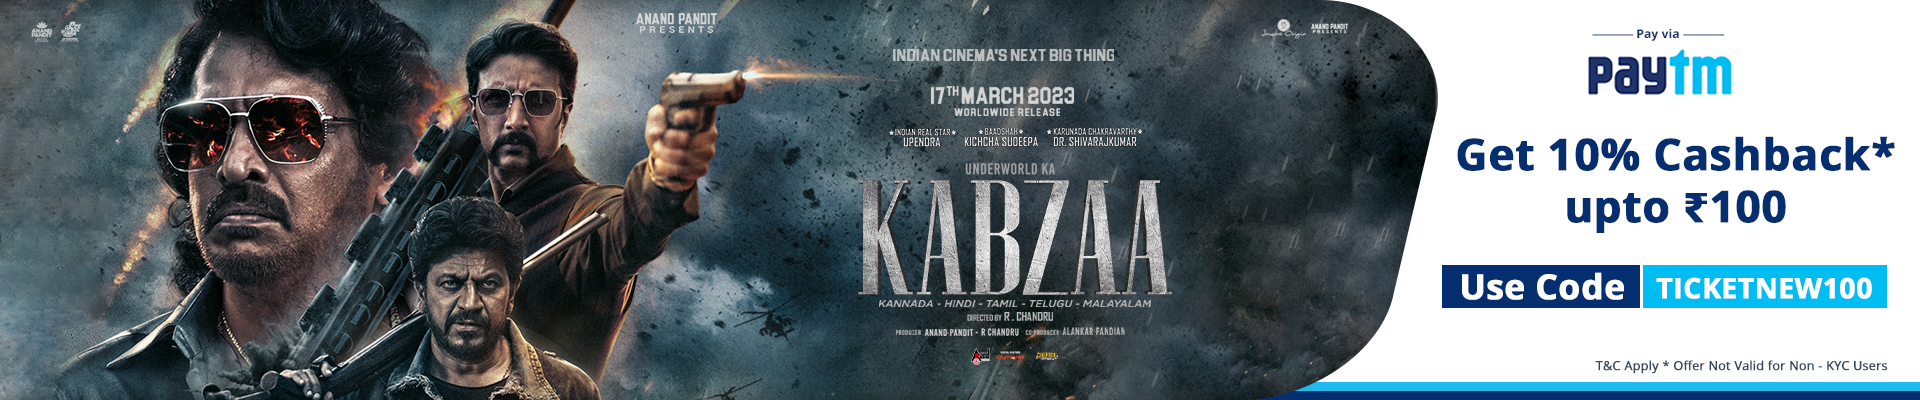 ANAND PANDIT
PRESENTS
ANAND PANDIT
PRESENTS
INDIAN CINEMA'S NEXT BIG THING
17TH MARCH 2023
WORLDWIDE RELEASE
★INDIAN REAL STAR★ ★BAADSHAH★ ★KARUNADA CHAKRAVARTHY★
UPENDRA KICHCHA SUDEEPA DR. SHIVARAJKUMAR
UNDERWORLD KA
KABZAA
KANNADA - HINDI - TAMIL - TELUGU - MALAYALAM
DIRECTED BY R. CHANDRU
PRODUCER ANAND PANDIT - R CHANDRU CO-PRODUCER ALANKAR PANDIAN
Pay via
paytm
Get 10% Cashback*
upto ₹100
Use Code TICKETNEW100
T&C Apply * Offer Not Valid for Non - KYC Users